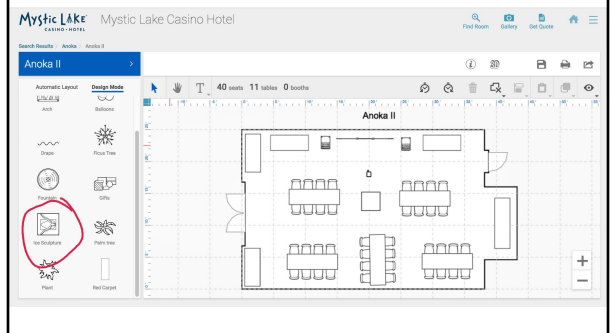 Mystic Lake Mystic Lake Casino Hotel
CASINO • HOTEL
Find Room Gallery Get Quote
Search Results Anoka Anoka II
Anoka II
Automatic Layout Design Mode
T 40 seats 11 tables 0 booths
Arch Balloons
Anoka II
Drape Ficus Tree
Fountain Gifts
Ice Sculpture Palm tree
Plant Red Carpet